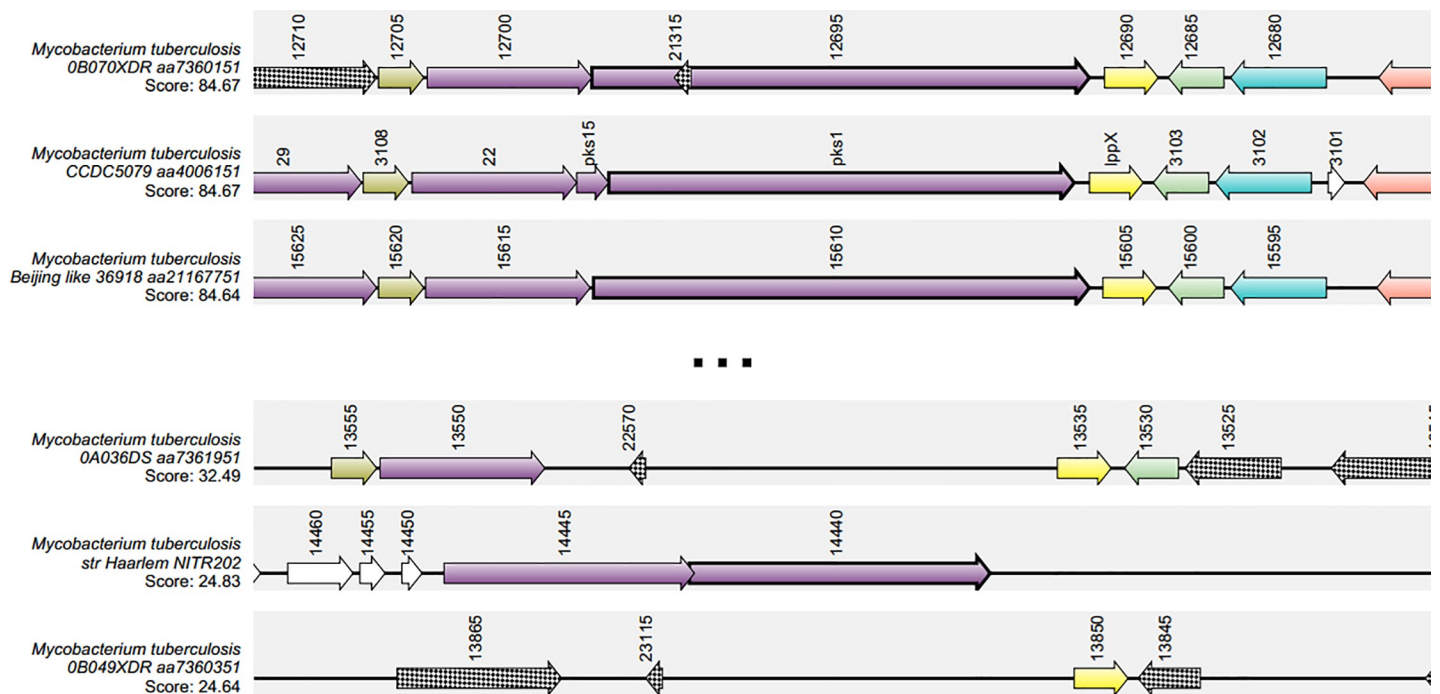 12710
12705
12700
21315
12695
12690
12685
12680
Mycobacterium tuberculosis
0B070XDR aa7360151
Score: 84.67
29
3108
22
pks15
pks1
lppX
3103
3102
3101
Mycobacterium tuberculosis
CCDC5079 aa4006151
Score: 84.67
15625
15620
15615
15610
15605
15600
15595
Mycobacterium tuberculosis
Beijing like 36918 aa21167751
Score: 84.64
13555
13550
22570
13535
13530
13525
Mycobacterium tuberculosis
0A036DS aa7361951
Score: 32.49
14460
14455
14450
14445
14440
Mycobacterium tuberculosis
str Haarlem NITR202
Score: 24.83
13865
23115
13850
13845
Mycobacterium tuberculosis
0B049XDR aa7360351
Score: 24.64